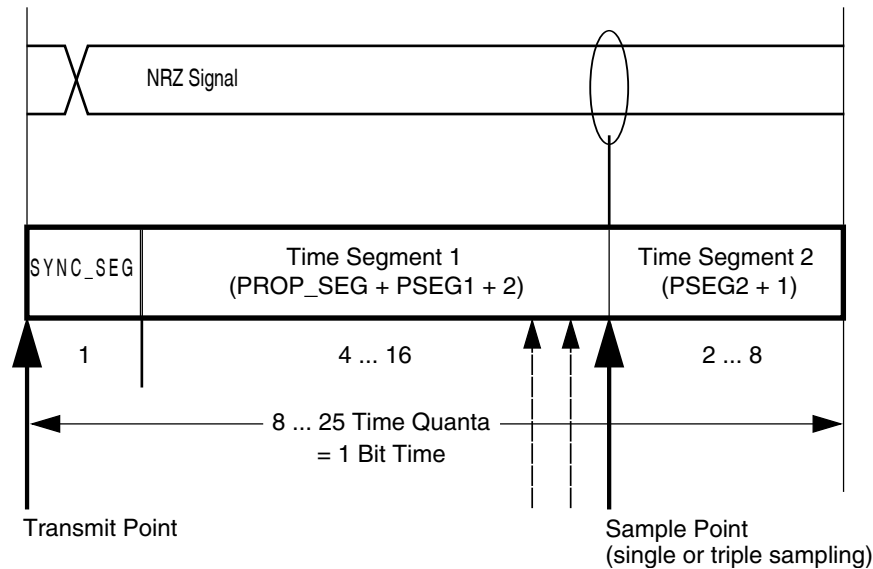 NRZ Signal
SYNC_SEG
Time Segment 1
(PROP_SEG + PSEG1 + 2)
Time Segment 2
(PSEG2 + 1)
1
4 ... 16
2 ... 8
8 ... 25 Time Quanta
= 1 Bit Time
Transmit Point
Sample Point
(single or triple sampling)